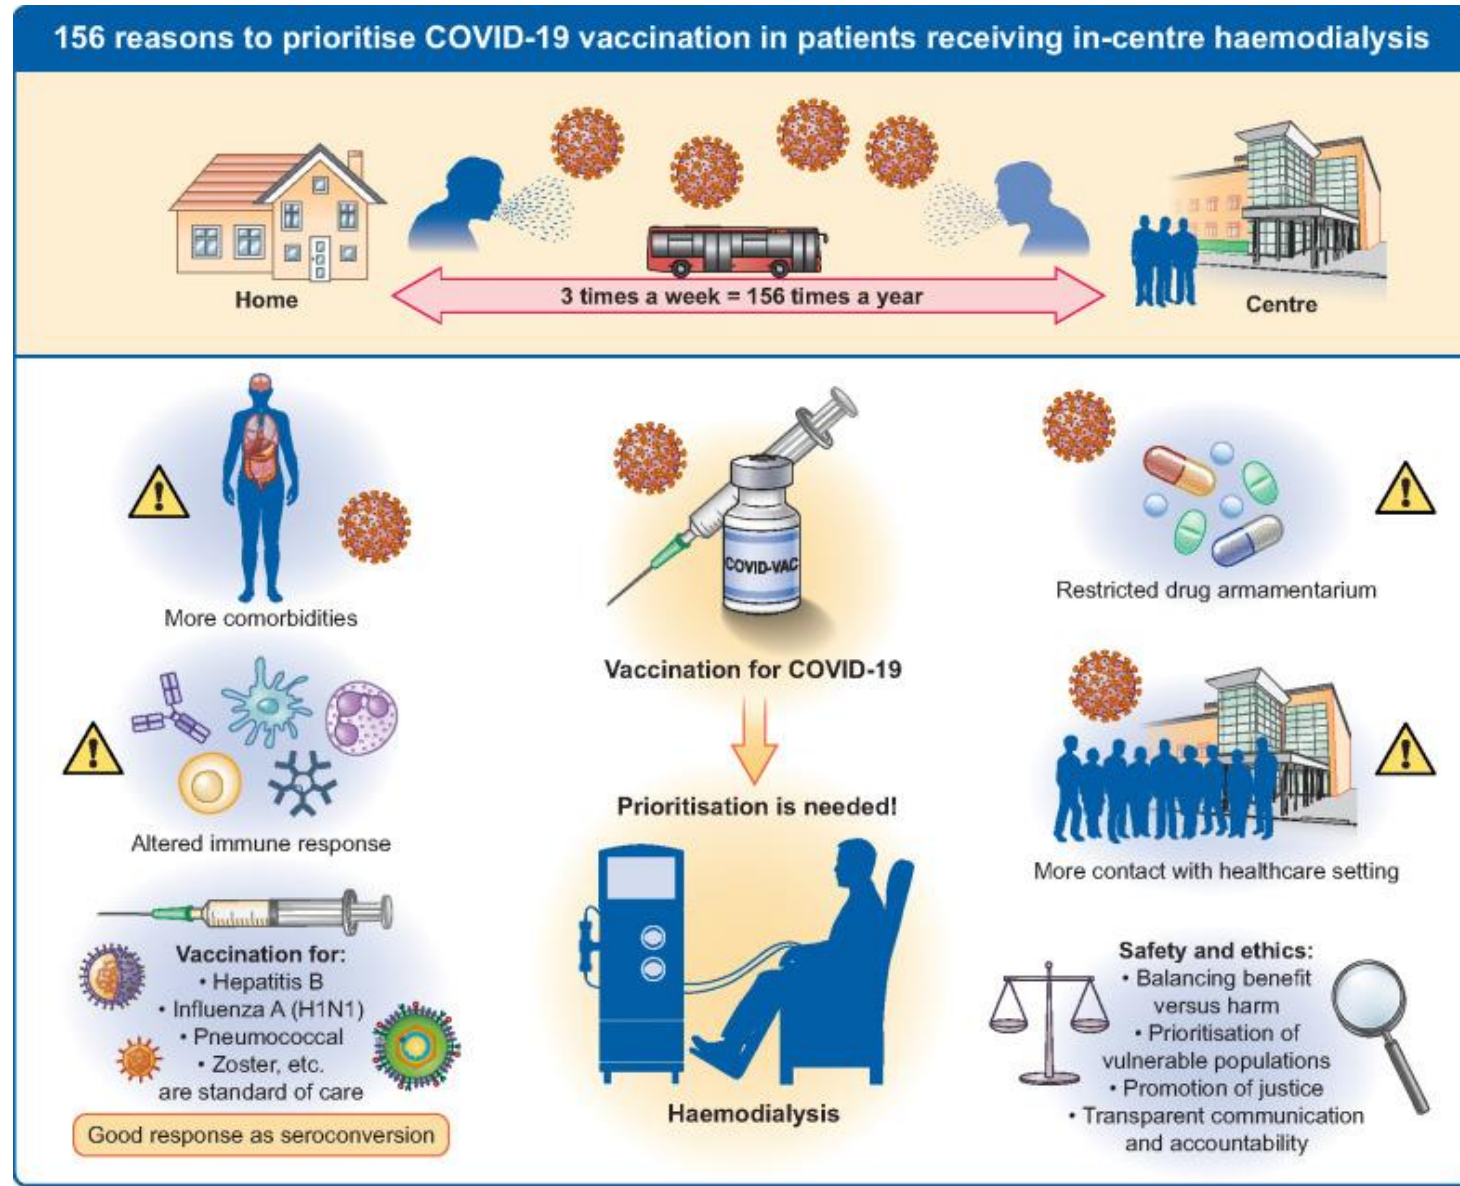 156 reasons to prioritise COVID-19 vaccination in patients receiving in-centre haemodialysis
Home
3 times a week = 156 times a year
Centre
More comorbidities
Altered immune response
Vaccination for:
• Hepatitis B
• Influenza A (H1N1)
• Pneumococcal
• Zoster, etc.
are standard of care
Good response as seroconversion
COVID-VAC
Vaccination for COVID-19
Prioritisation is needed!
Haemodialysis
Restricted drug armamentarium
More contact with healthcare setting
Safety and ethics:
• Balancing benefit
versus harm
• Prioritisation of
vulnerable populations
• Promotion of justice
• Transparent communication
and accountability